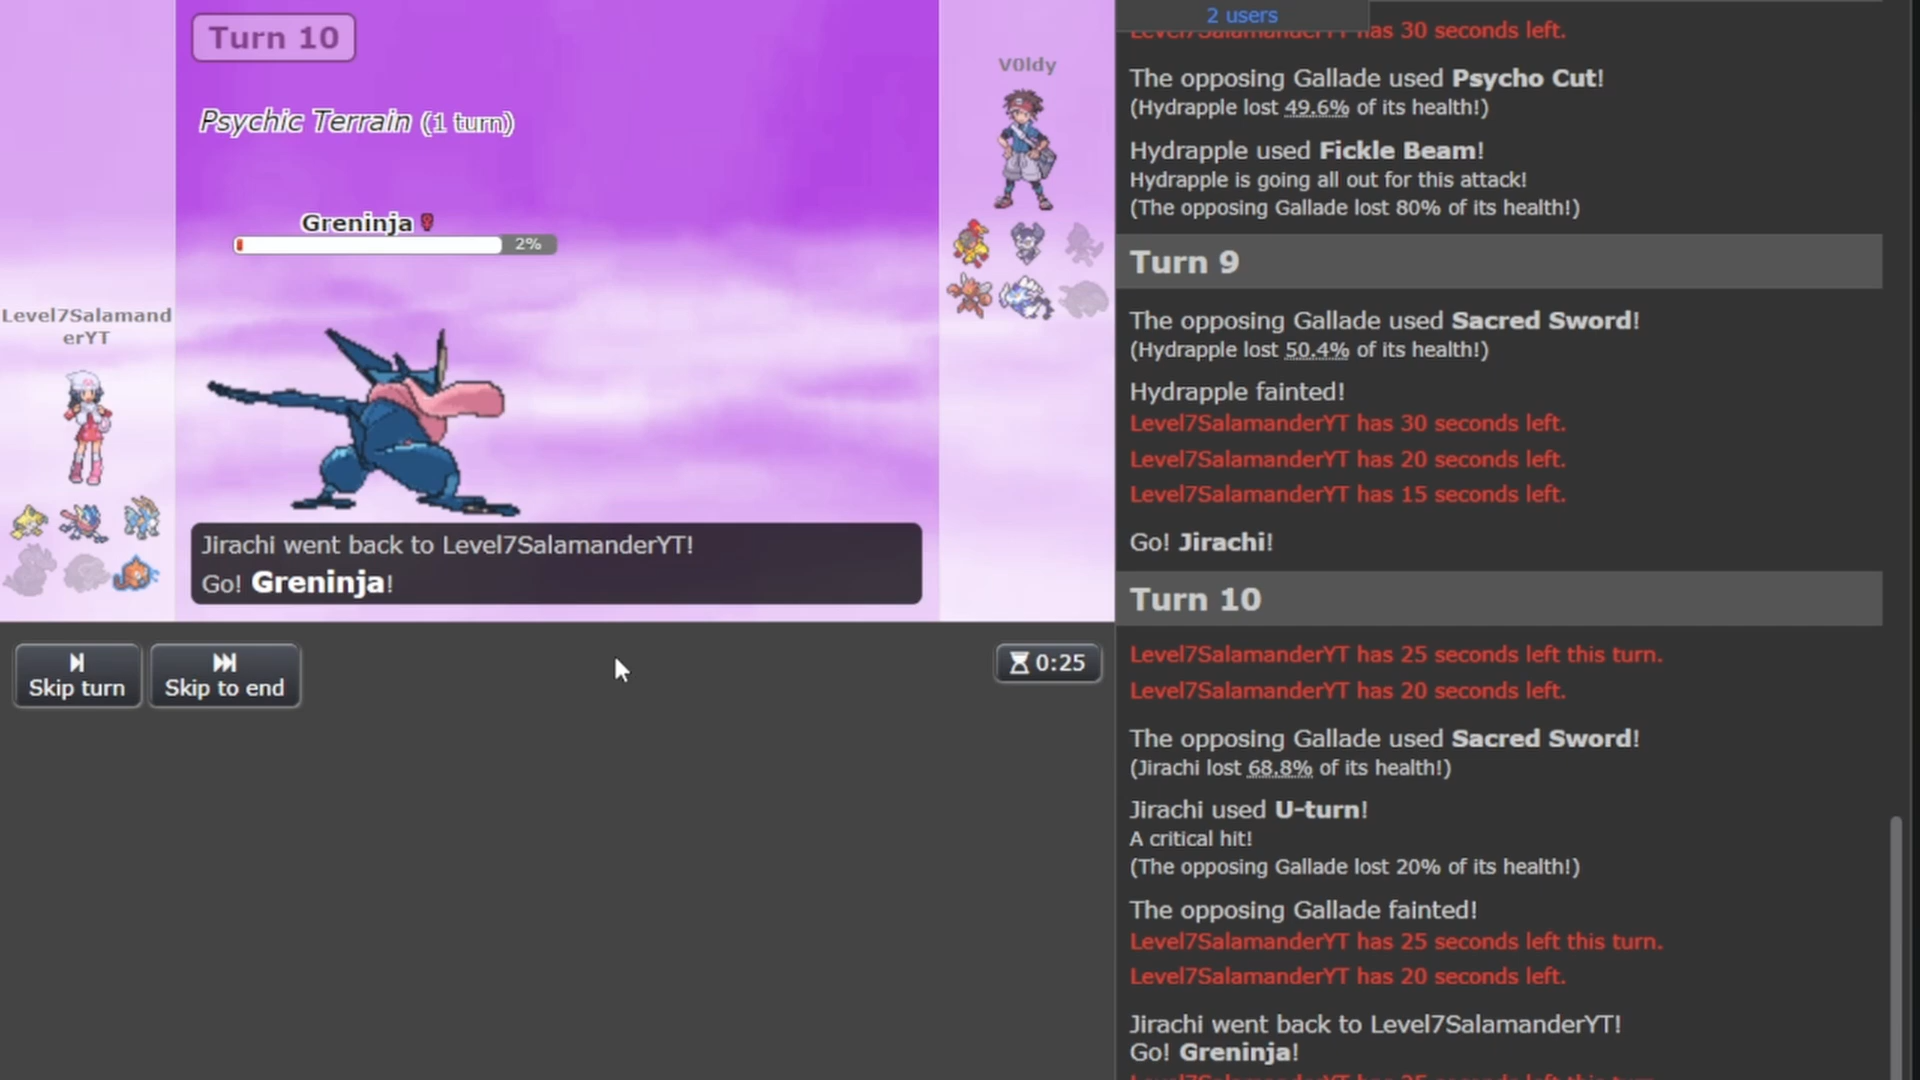 Turn 10
Psychic Terrain (1 turn)
Greninja
2%
V0ldy
Level7Salamand
erYT
Jirachi went back to Level7SalamanderYT!
Go! Greninja!
Skip turn
Skip to end
0:25
2 users
Level7SalamanderYT has 30 seconds left.
The opposing Gallade used Psycho Cut!
(Hydrapple lost 49.6% of its health!)
Hydrapple used Fickle Beam!
Hydrapple is going all out for this attack!
(The opposing Gallade lost 80% of its health!)
Turn 9
The opposing Gallade used Sacred Sword!
(Hydrapple lost 50.4% of its health!)
Hydrapple fainted!
Level7SalamanderYT has 30 seconds left.
Level7SalamanderYT has 20 seconds left.
Level7SalamanderYT has 15 seconds left.
Go! Jirachi!
Turn 10
Level7SalamanderYT has 25 seconds left this turn.
Level7SalamanderYT has 20 seconds left.
The opposing Gallade used Sacred Sword!
(Jirachi lost 68.8% of its health!)
Jirachi used U-turn!
A critical hit!
(The opposing Gallade lost 20% of its health!)
The opposing Gallade fainted!
Level7SalamanderYT has 25 seconds left this turn.
Level7SalamanderYT has 20 seconds left.
Jirachi went back to Level7SalamanderYT!
Go! Greninja!
Level7SalamanderYT has 25 seconds left this turn.